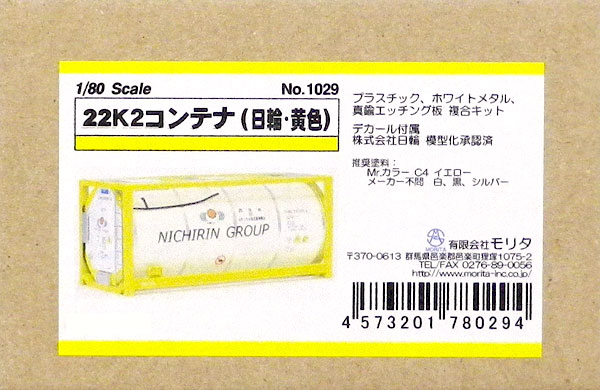 1/80 Scale No.1029
22K2コンテナ(日輪・黄色)
NICHIRIN GROUP
プラスチック、ホワイトメタル、
真鍮エッチング板 複合キット
デカール付属
株式会社日輪 模型化承認済
推奨塗料:
Mr.カラー C4 イエロー
メーカー不問 白、黒、シルバー
MORITA
有限会社モリタ
〒370-0613 群馬県邑楽郡邑楽町狸塚1075-2
TEL/FAX 0276-89-0056
http://www.morita-inc.co.jp/
4 573201 780294